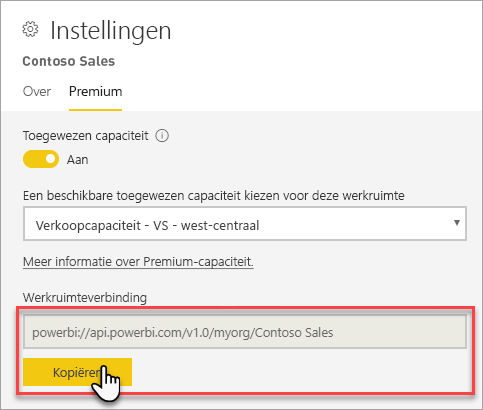 Instellingen
Contoso Sales
Over Premium
Toegewezen capaciteit
Aan
Een beschikbare toegewezen capaciteit kiezen voor deze werkruimte
Verkoopcapaciteit - VS - west-centraal
Meer informatie over Premium-capaciteit.
Werkruimteverbinding
powerbi://api.powerbi.com/v1.0/myorg/Contoso Sales
Kopiëren